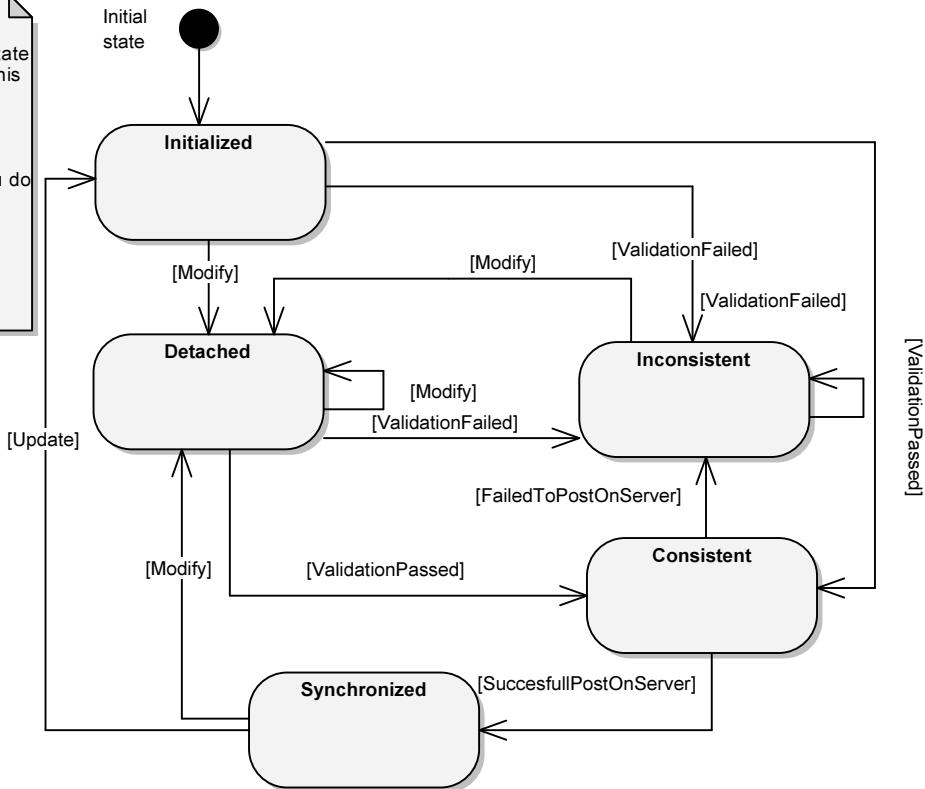 Initial
state
ate
his
u do
Initialized
[ValidationFailed]
[Modify]
[Modify]
[ValidationFailed]
Detached
Inconsistent
[ValidationPassed]
[Modify]
[ValidationFailed]
[Update]
[FailedToPostOnServer]
Consistent
[Modify]
[ValidationPassed]
Synchronized
[SuccesfullPostOnServer]